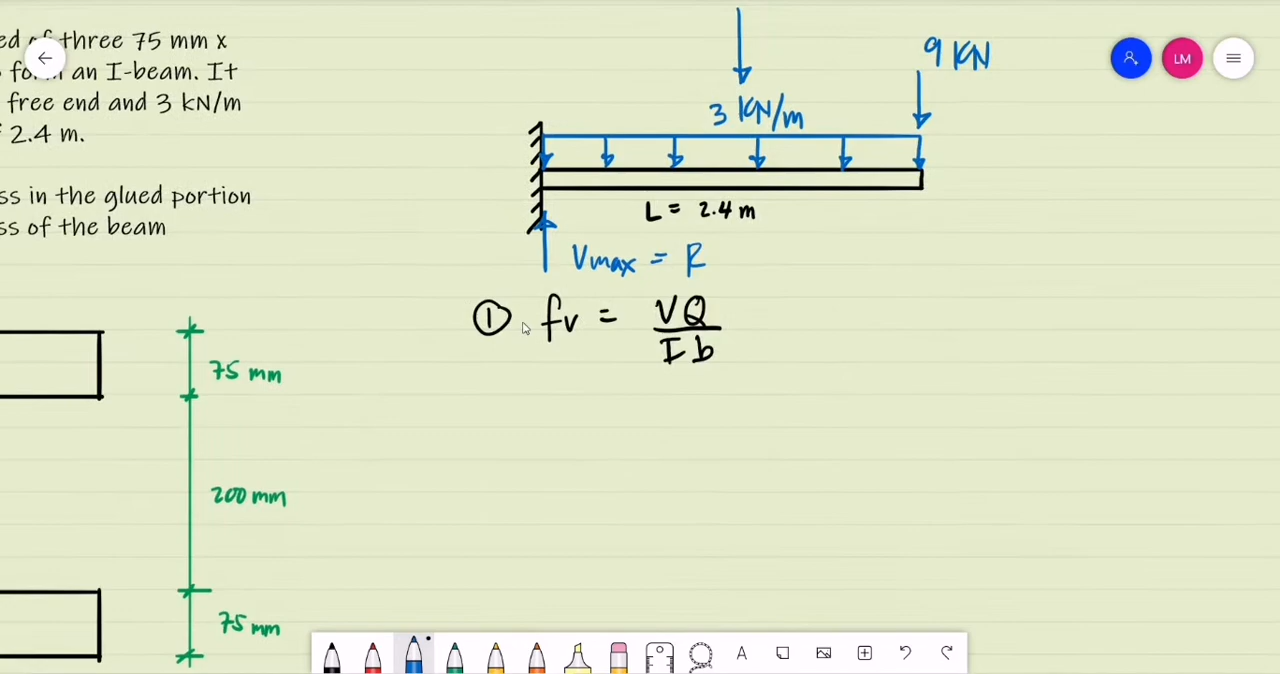 ed of three 75 mm x
an I-beam. It
free end and 3 kN/m
2.4 m.
ss in the glued portion
ss of the beam
9 KN
LM
3 KN/m
L = 2.4 m
Vmax = R
① fv = VQ
Ib
75 mm
200 mm
75 mm
A